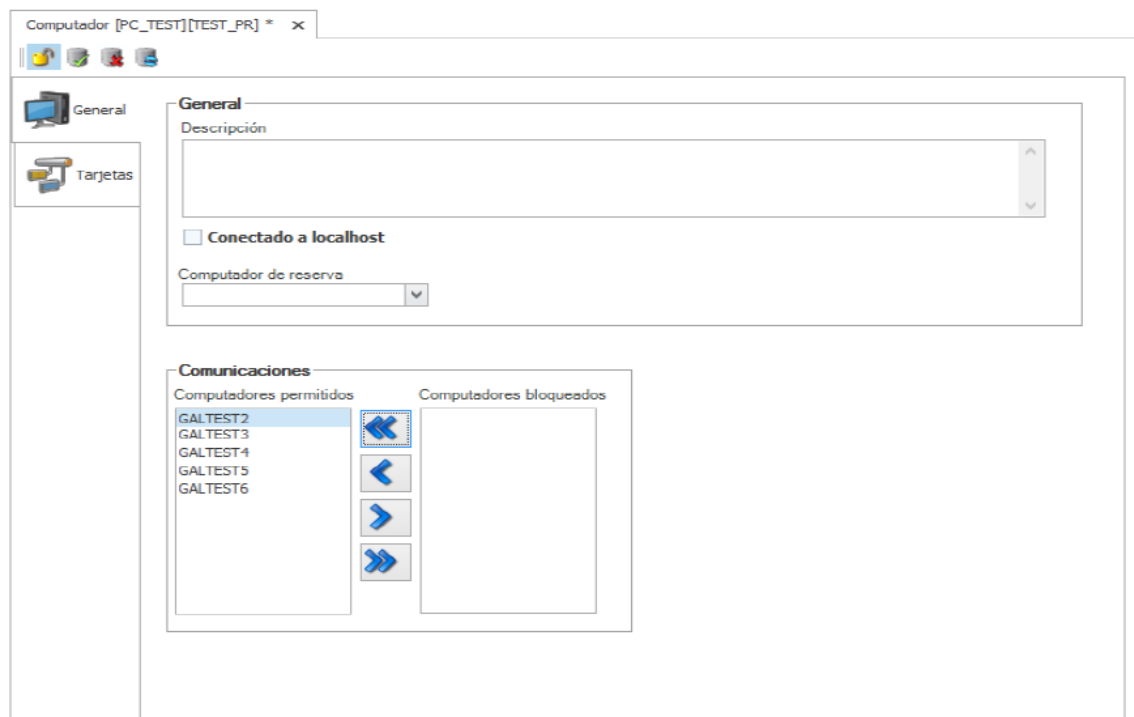 Computador [PC_TEST][TEST_PR] *
General
Tarjetas
General
Descripción
Conectado a localhost
Computador de reserva
Comunicaciones
Computadores permitidos
Computadores bloqueados
GALTEST2
GALTEST3
GALTEST4
GALTEST5
GALTEST6